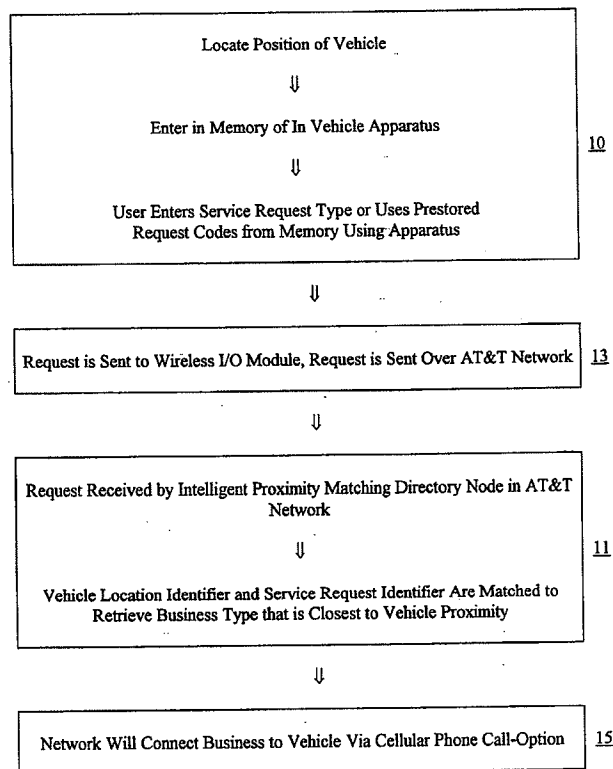 Locate Position of Vehicle
⇓
Enter in Memory of In Vehicle Apparatus
⇓
User Enters Service Request Type or Uses Prestored
Request Codes from Memory Using Apparatus
10
⇓
Request is Sent to Wireless I/O Module, Request is Sent Over AT&T Network
13
⇓
Request Received by Intelligent Proximity Matching Directory Node in AT&T
Network
⇓
Vehicle Location Identifier and Service Request Identifier Are Matched to
Retrieve Business Type that is Closest to Vehicle Proximity
11
⇓
Network Will Connect Business to Vehicle Via Cellular Phone Call-Option
15